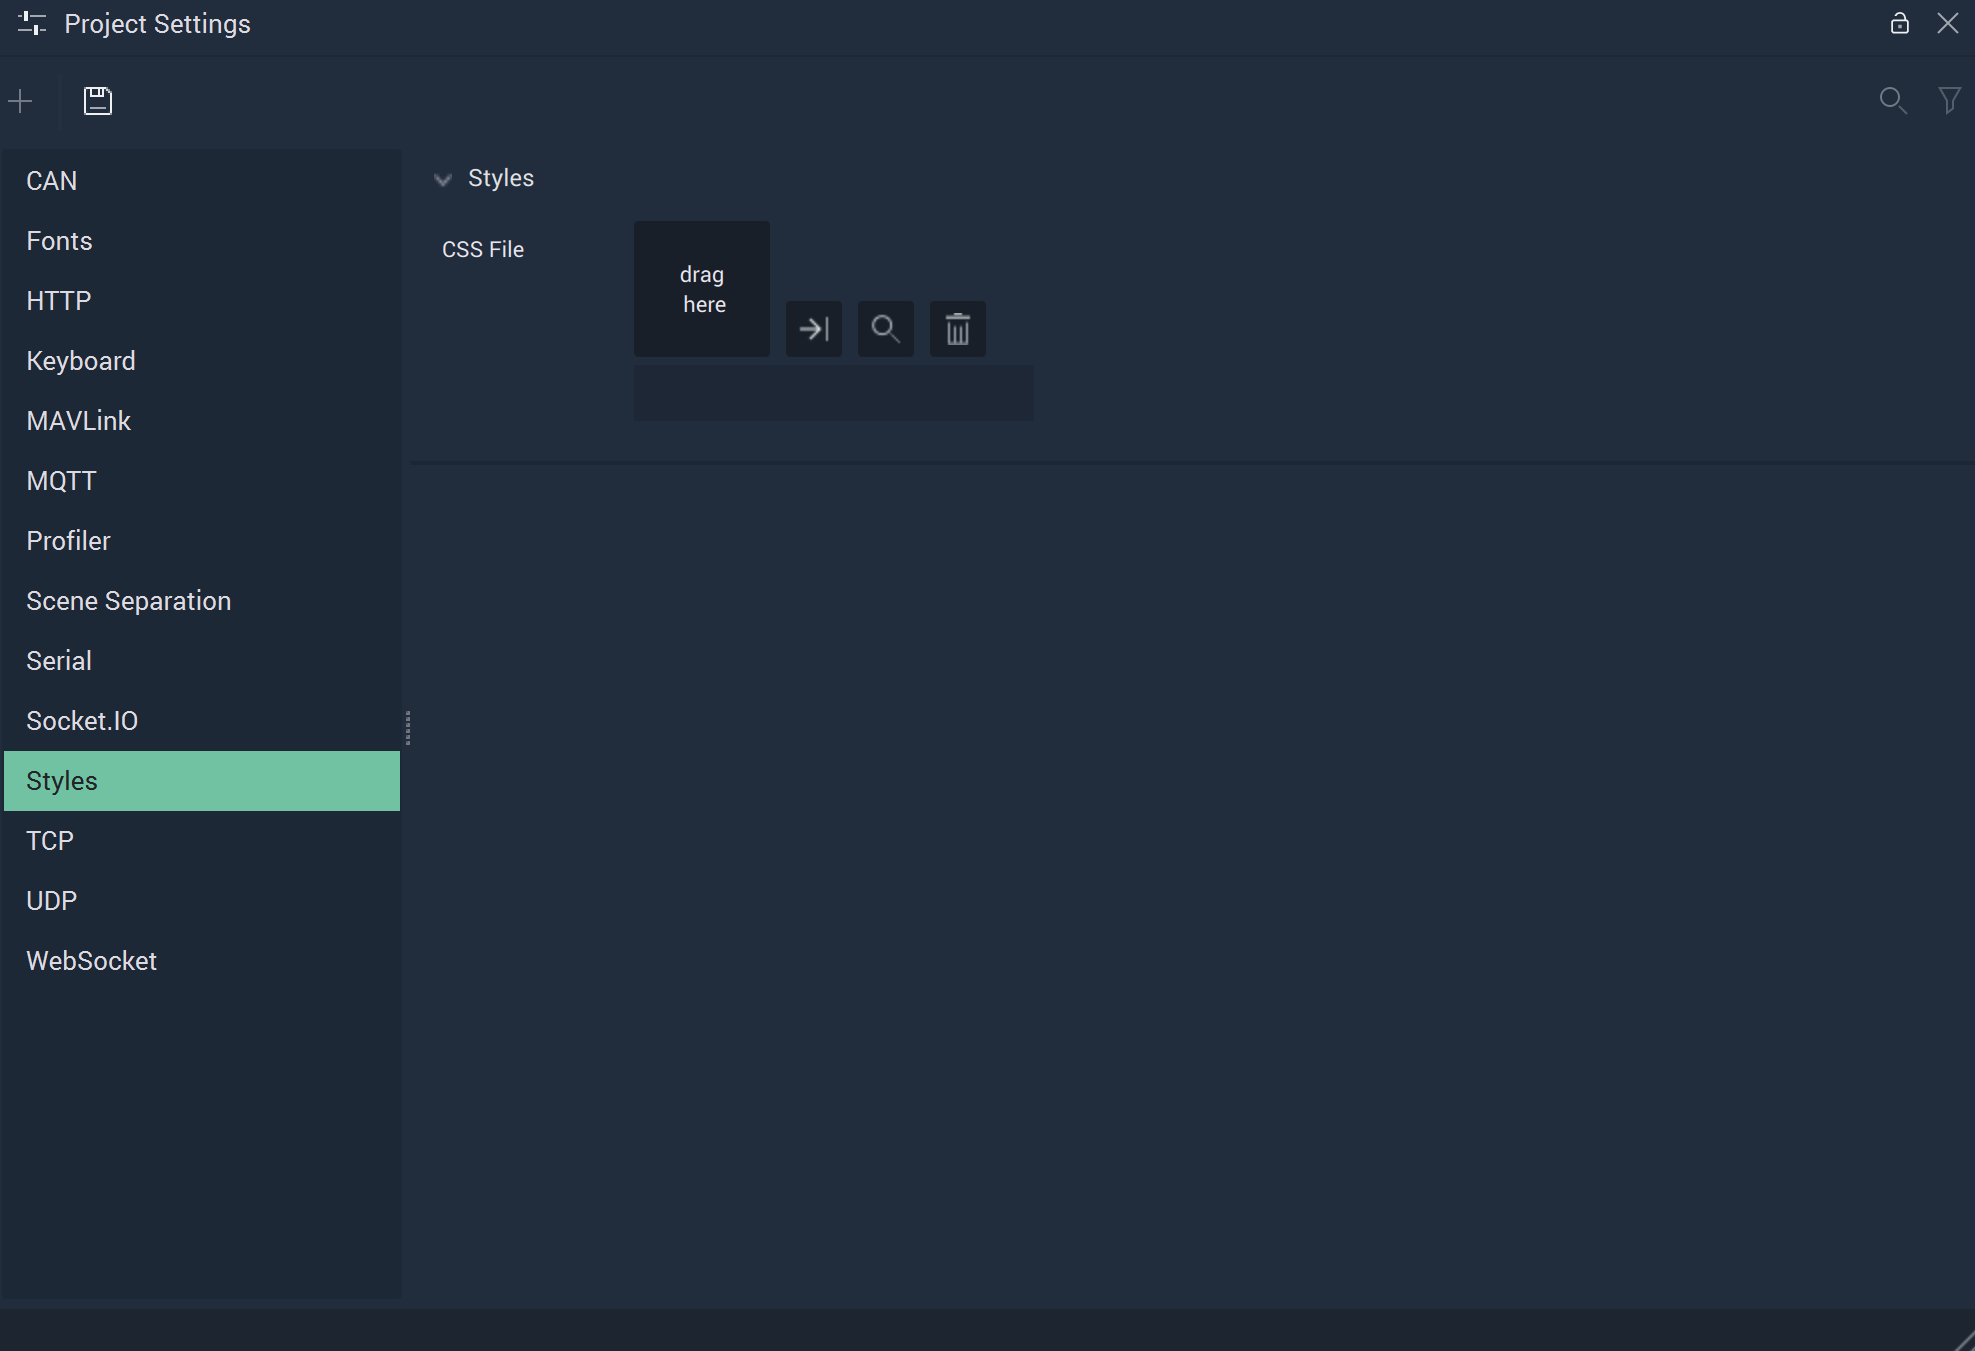 Project Settings
CAN
Fonts
HTTP
Keyboard
MAVLink
MQTT
Profiler
Scene Separation
Serial
Socket.IO
Styles
TCP
UDP
WebSocket
Styles
CSS File
drag
here